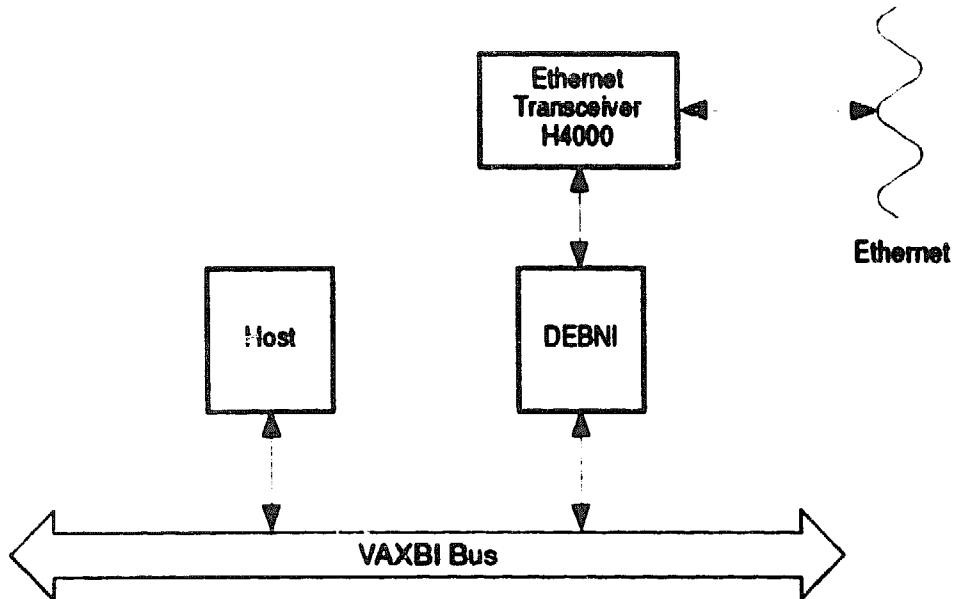 Ethernet
Transceiver
H4000
Ethernet
Host
DEBNI
VAXBI Bus